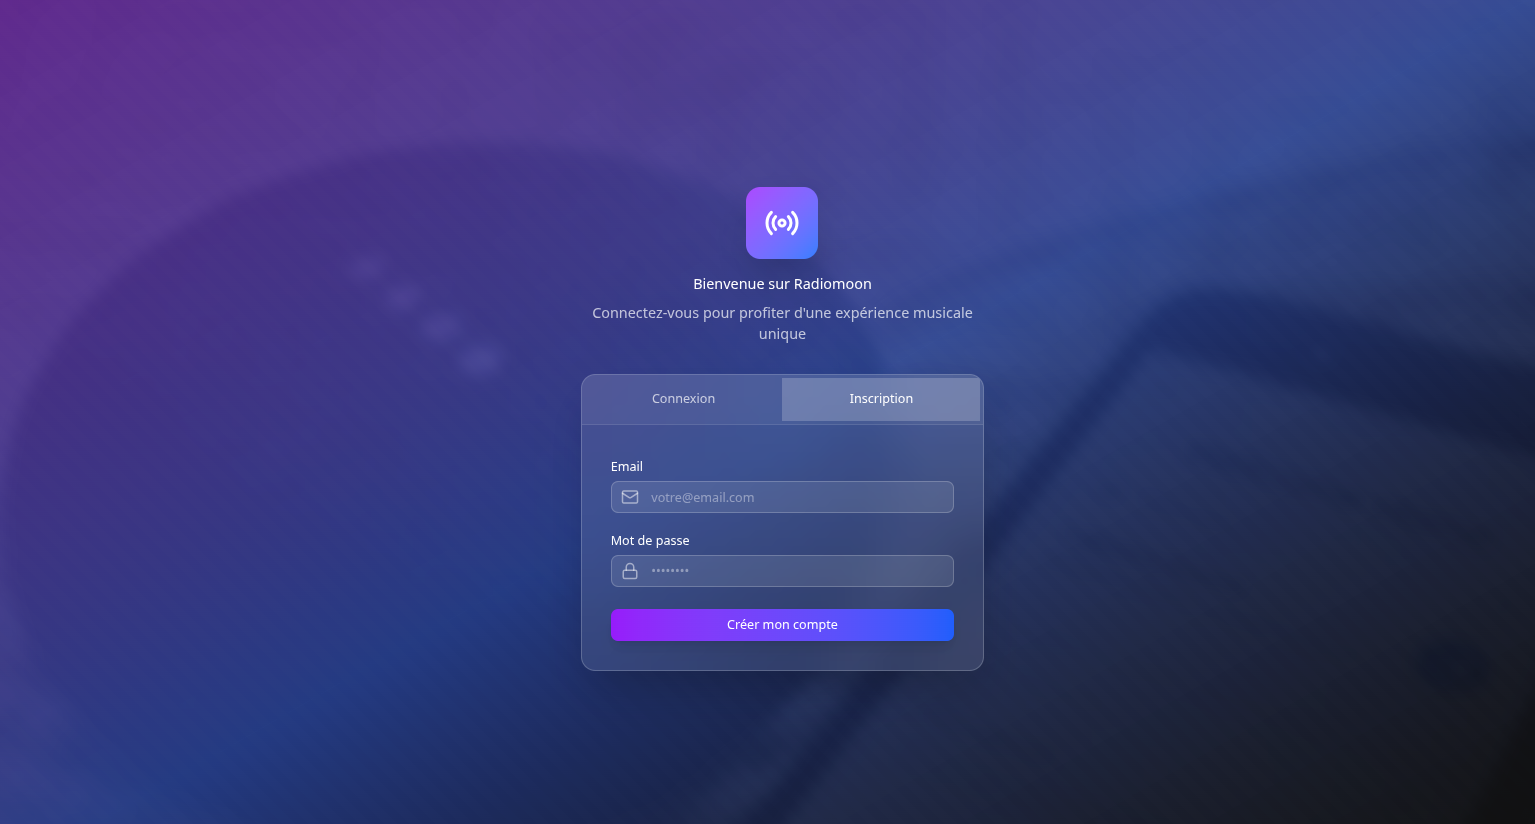 Bienvenue sur Radiomoon
Connectez-vous pour profiter d'une expérience musicale
unique
Connexion
Inscription
Email
votre@email.com
Mot de passe
••••••••
Créer mon compte